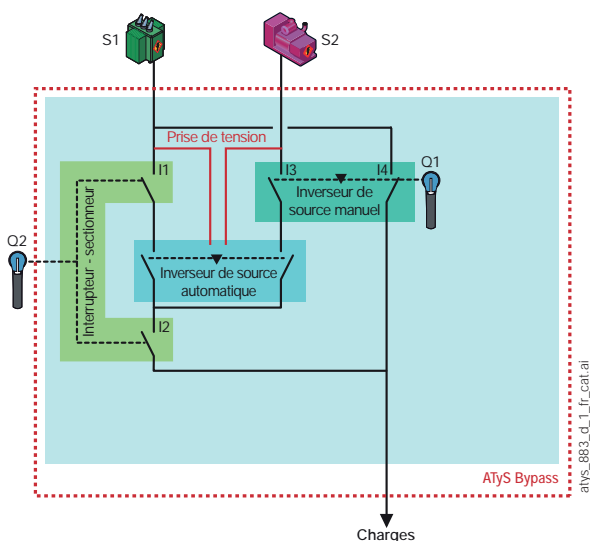 S1
S2
Prise de tension
I1
I3
I4
Q1
Inverseur de
source manuel
Q2
Interrupteur - sectionneur
Inverseur de source
automatique
I2
ATyS Bypass
atys_883_d_1_fr_cat.ai
Charges